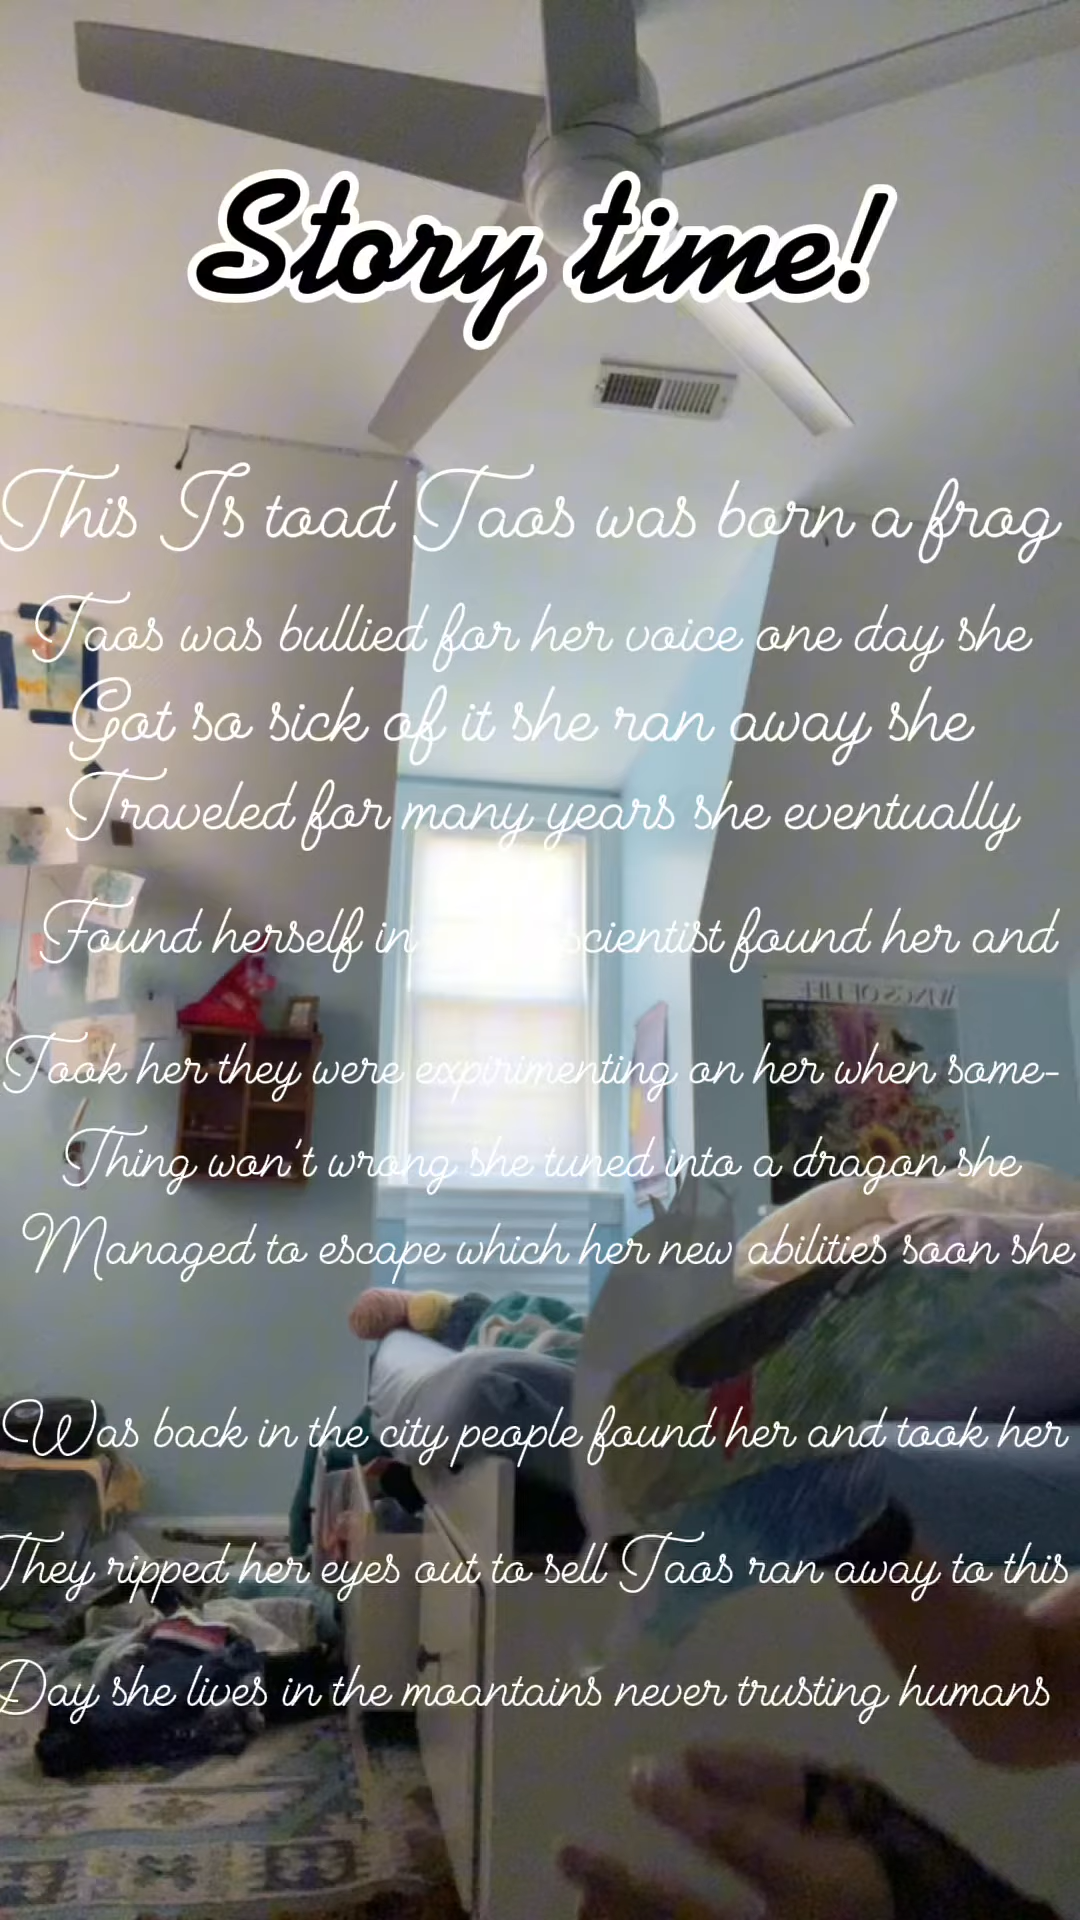 Story time!
This Is toad Taos was born a frog
Taos was bullied for her voice one day she
Got so sick of it she ran away she
Traveled for many years she eventually
Found herself in scientist found her and
Took her they were expirimenting on her when some-
Thing won't wrong she tuned into a dragon she
Managed to escape which her new abilities soon she
WINGS OF LIFE
Was back in the city people found her and took her
They ripped her eyes out to sell Taos ran away to this
Day she lives in the moantains never trusting humans